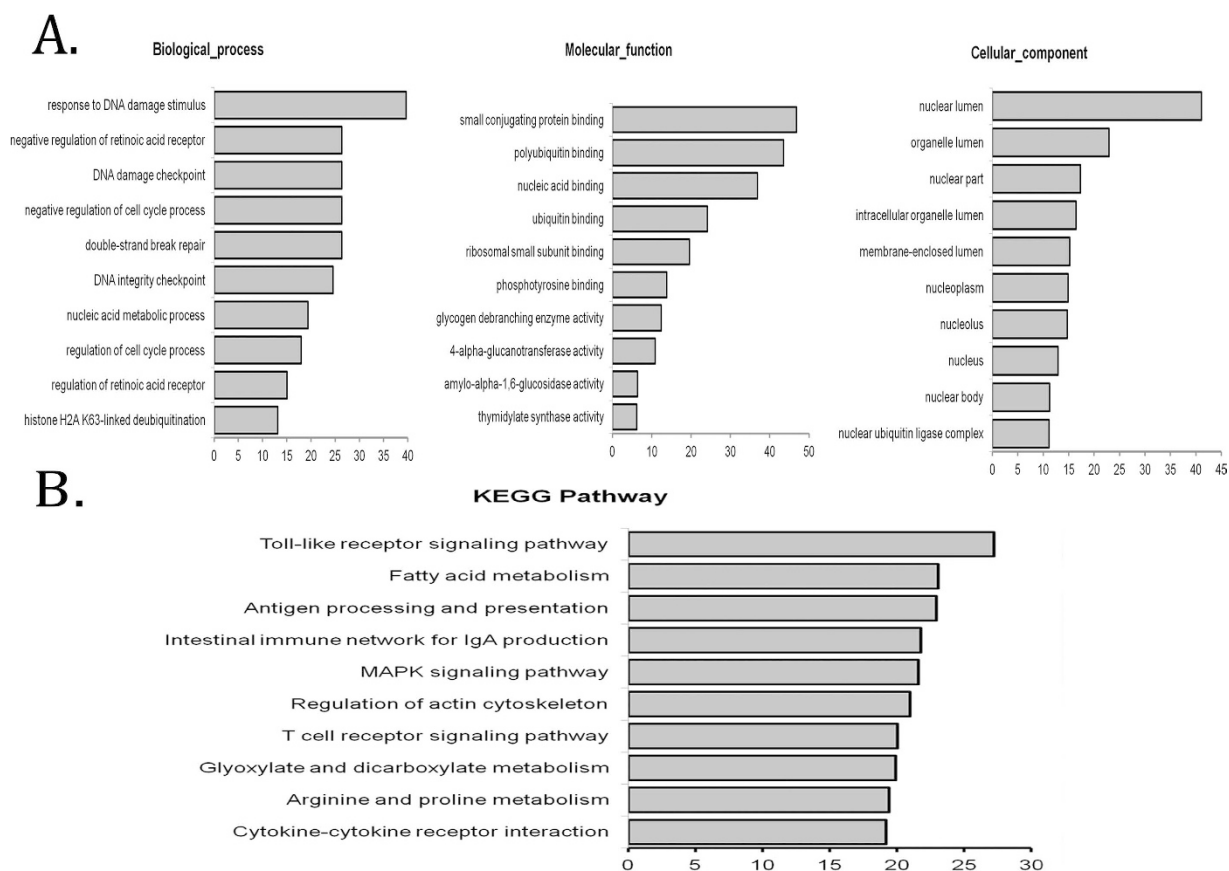 A.
Biological_process
response to DNA damage stimulus
negative regulation of retinoic acid receptor
DNA damage checkpoint
negative regulation of cell cycle process
double-strand break repair
DNA integrity checkpoint
nucleic acid metabolic process
regulation of cell cycle process
regulation of retinoic acid receptor
histone H2A K63-linked deubiquitination
0 5 10 15 20 25 30 35 40
Molecular_function
small conjugating protein binding
polyubiquitin binding
nucleic acid binding
ubiquitin binding
ribosomal small subunit binding
phosphotyrosine binding
glycogen debranching enzyme activity
4-alpha-glucanotransferase activity
amylo-alpha-1,6-glucosidase activity
thymidylate synthase activity
0 10 20 30 40 50
Cellular_component
nuclear lumen
organelle lumen
nuclear part
intracellular organelle lumen
membrane-enclosed lumen
nucleoplasm
nucleolus
nucleus
nuclear body
nuclear ubiquitin ligase complex
0 5 10 15 20 25 30 35 40 45
B.
KEGG Pathway
Toll-like receptor signaling pathway
Fatty acid metabolism
Antigen processing and presentation
Intestinal immune network for IgA production
MAPK signaling pathway
Regulation of actin cytoskeleton
T cell receptor signaling pathway
Glyoxylate and dicarboxylate metabolism
Arginine and proline metabolism
Cytokine-cytokine receptor interaction
0 5 10 15 20 25 30